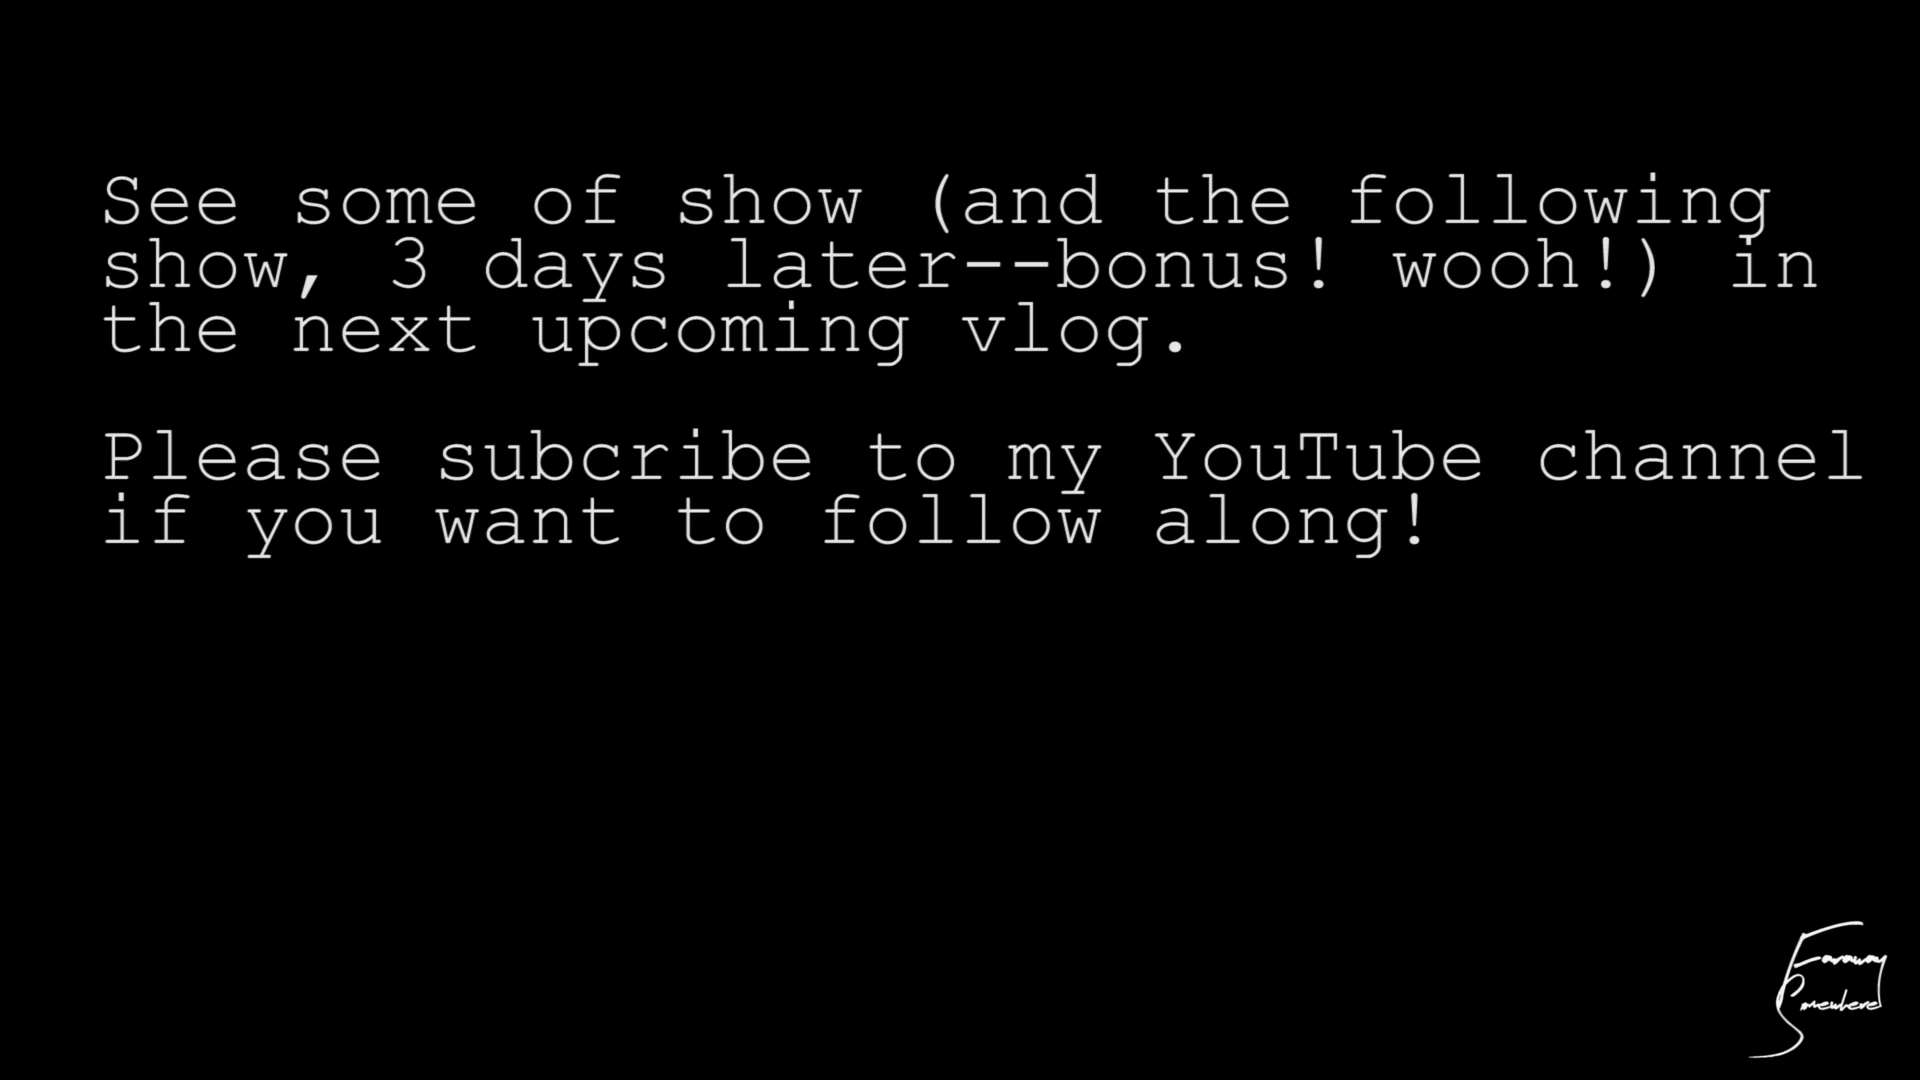 See some of show (and the following
show, 3 days later--bonus! wooh!) in
the next upcoming vlog.
Please subcribe to my YouTube channel
if you want to follow along!
Faraway
Somewhere